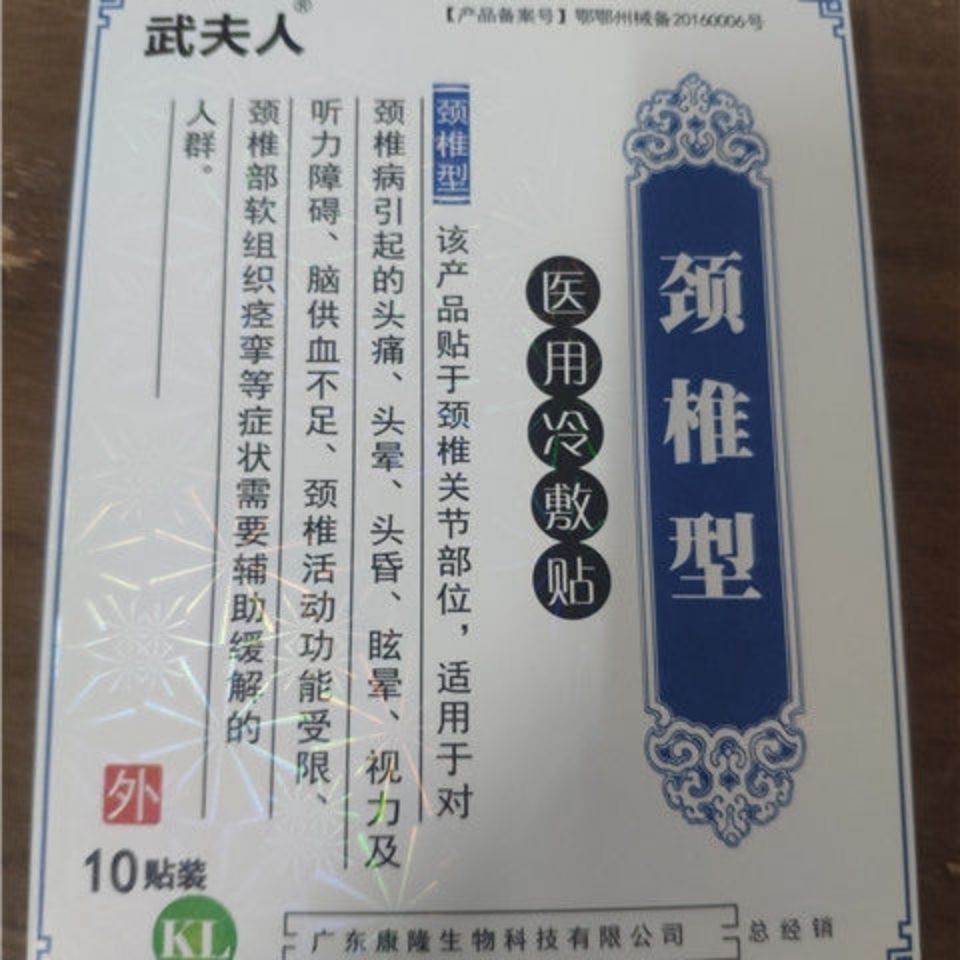 武夫人®
【产品备案号】鄂鄂州械备20160006号
颈椎型
医用冷敷贴
颈椎型 该产品贴于颈椎关节部位，适用于对
颈椎病引起的头痛、头晕、头昏、眩晕、视力及
听力障碍、脑供血不足、颈椎活动功能受限、
颈椎部软组织痉挛等症状需要辅助缓解的
人群。
外
10贴装
KL
广东康隆生物科技有限公司
总经销